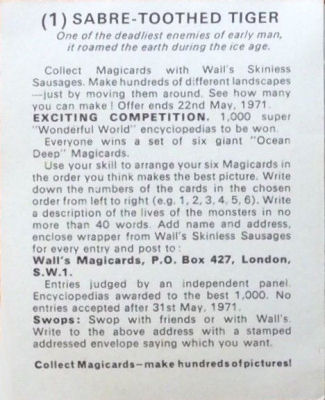 (1) SABRE-TOOTHED TIGER
One of the deadliest enemies of early man,
it roamed the earth during the ice age.
Collect Magicards with Wall's Skinless
Sausages. Make hundreds of different landscapes
—just by moving them around. See how many
you can make! Offer ends 22nd May, 1971.
EXCITING COMPETITION. 1,000 super
"Wonderful World" encyclopedias to be won.
Everyone wins a set of six giant "Ocean
Deep" Magicards.
Use your skill to arrange your six Magicards in
the order you think makes the best picture. Write
down the numbers of the cards in the chosen
order from left to right (e.g. 1, 2, 3, 4, 5, 6). Write
a description of the lives of the monsters in no
more than 40 words. Add name and address,
enclose wrapper from Wall's Skinless Sausages
for every entry and post to:
Wall's Magicards, P.O. Box 427, London,
S.W.1.
Entries judged by an independent panel.
Encyclopedias awarded to the best 1,000. No
entries accepted after 31st May, 1971.
Swops: Swop with friends or with Wall's.
Write to the above address with a stamped
addressed envelope saying which you want.
Collect Magicards—make hundreds of pictures!